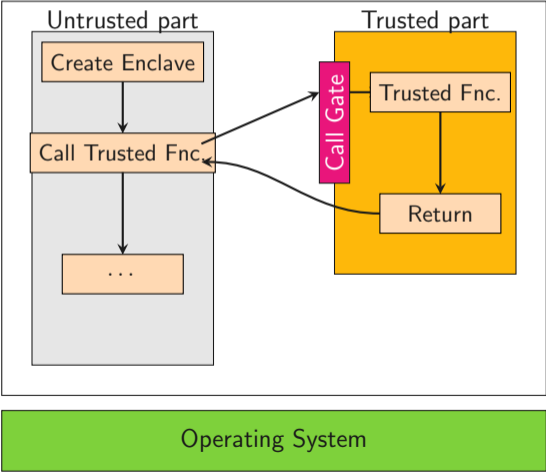 Untrusted part
Trusted part
Create Enclave
Call Gate
Trusted Fnc.
Call Trusted Fnc.
Return
...
Operating System